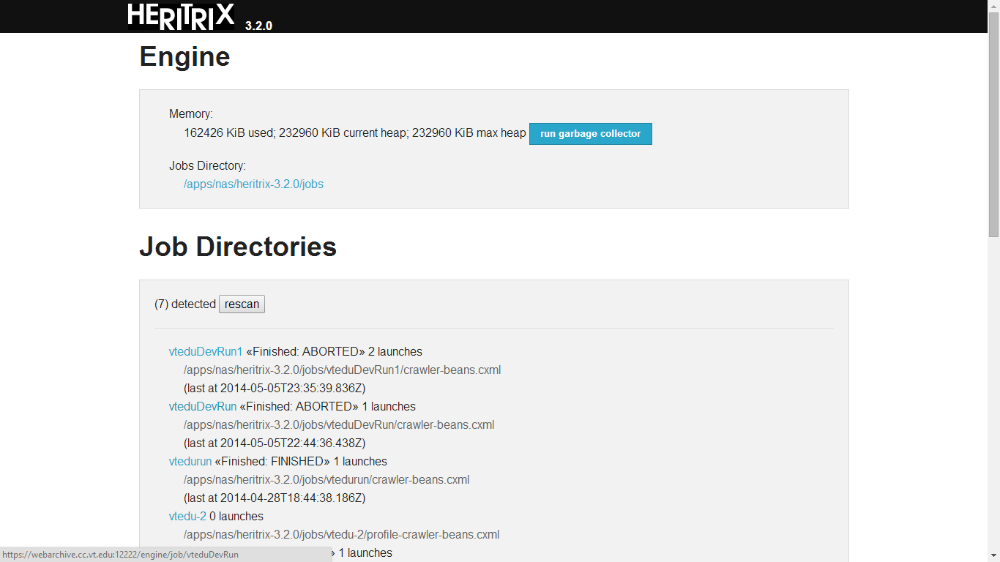 HERITRIX 3.2.0
Engine
Memory:
162426 KiB used; 232960 KiB current heap; 232960 KiB max heap run garbage collector
Jobs Directory:
/apps/nas/heritrix-3.2.0/jobs
Job Directories
(7) detected rescan
vteduDevRun1 «Finished: ABORTED» 2 launches
/apps/nas/heritrix-3.2.0/jobs/vteduDevRun1/crawler-beans.cxml
(last at 2014-05-05T23:35:39.836Z)
vteduDevRun «Finished: ABORTED» 1 launches
/apps/nas/heritrix-3.2.0/jobs/vteduDevRun/crawler-beans.cxml
(last at 2014-05-05T22:44:36.438Z)
vtedurun «Finished: FINISHED» 1 launches
/apps/nas/heritrix-3.2.0/jobs/vtedurun/crawler-beans.cxml
(last at 2014-04-28T18:44:38.186Z)
vtedu-2 0 launches
/apps/nas/heritrix-3.2.0/jobs/vtedu-2/profile-crawler-beans.cxml
» 1 launches
https://webarchive.cc.vt.edu:12222/engine/job/vteduDevRun